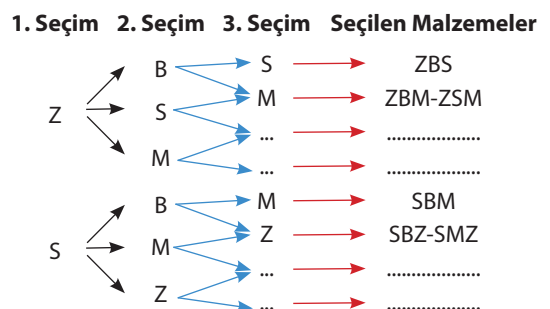 1. Seçim 2. Seçim 3. Seçim Seçilen Malzemeler
B S ZBS
Z S M ZBM-ZSM
... ...................
M ... ...................
B M SBM
S M Z SBZ-SMZ
... ...................
Z ... ...................